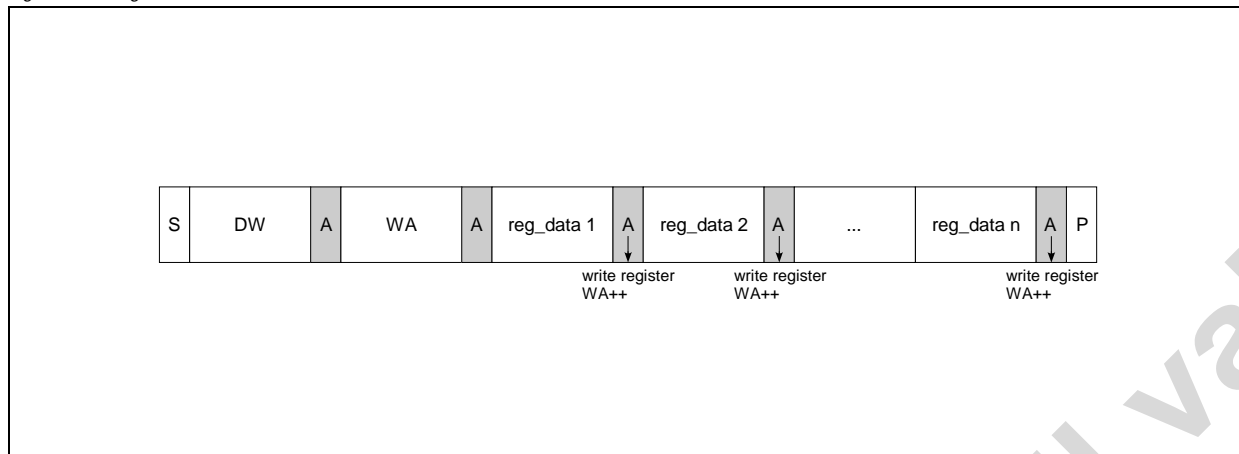 S DW A WA A reg_data 1 A reg_data 2 A ... reg_data n A P
write register write register write register
WA++ WA++ WA++